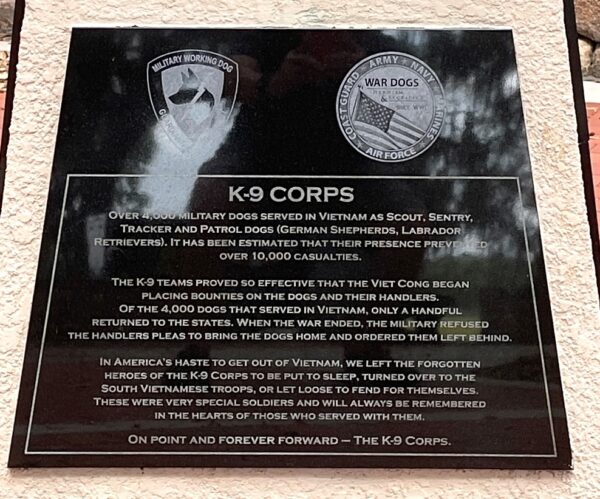 MILITARY WORKING DOG
ARMY ★ NAVY ★ MARINES ★ AIR FORCE ★ COAST GUARD ★
WAR DOGS
&
SINCE WWI
K-9 CORPS
OVER 4,000 MILITARY DOGS SERVED IN VIETNAM AS SCOUT, SENTRY,
TRACKER AND PATROL DOGS (GERMAN SHEPHERDS, LABRADOR
RETRIEVERS). IT HAS BEEN ESTIMATED THAT THEIR PRESENCE PREVENTED
OVER 10,000 CASUALTIES.
THE K-9 TEAMS PROVED SO EFFECTIVE THAT THE VIET CONG BEGAN
PLACING BOUNTIES ON THE DOGS AND THEIR HANDLERS.
OF THE 4,000 DOGS THAT SERVED IN VIETNAM, ONLY A HANDFUL
RETURNED TO THE STATES. WHEN THE WAR ENDED, THE MILITARY REFUSED
THE HANDLERS PLEAS TO BRING THE DOGS HOME AND ORDERED THEM LEFT BEHIND.
IN AMERICA'S HASTE TO GET OUT OF VIETNAM, WE LEFT THE FORGOTTEN
HEROES OF THE K-9 CORPS TO BE PUT TO SLEEP, TURNED OVER TO THE
SOUTH VIETNAMESE TROOPS, OR LET LOOSE TO FEND FOR THEMSELVES.
THESE WERE VERY SPECIAL SOLDIERS AND WILL ALWAYS BE REMEMBERED
IN THE HEARTS OF THOSE WHO SERVED WITH THEM.
ON POINT AND FOREVER FORWARD – THE K-9 CORPS.